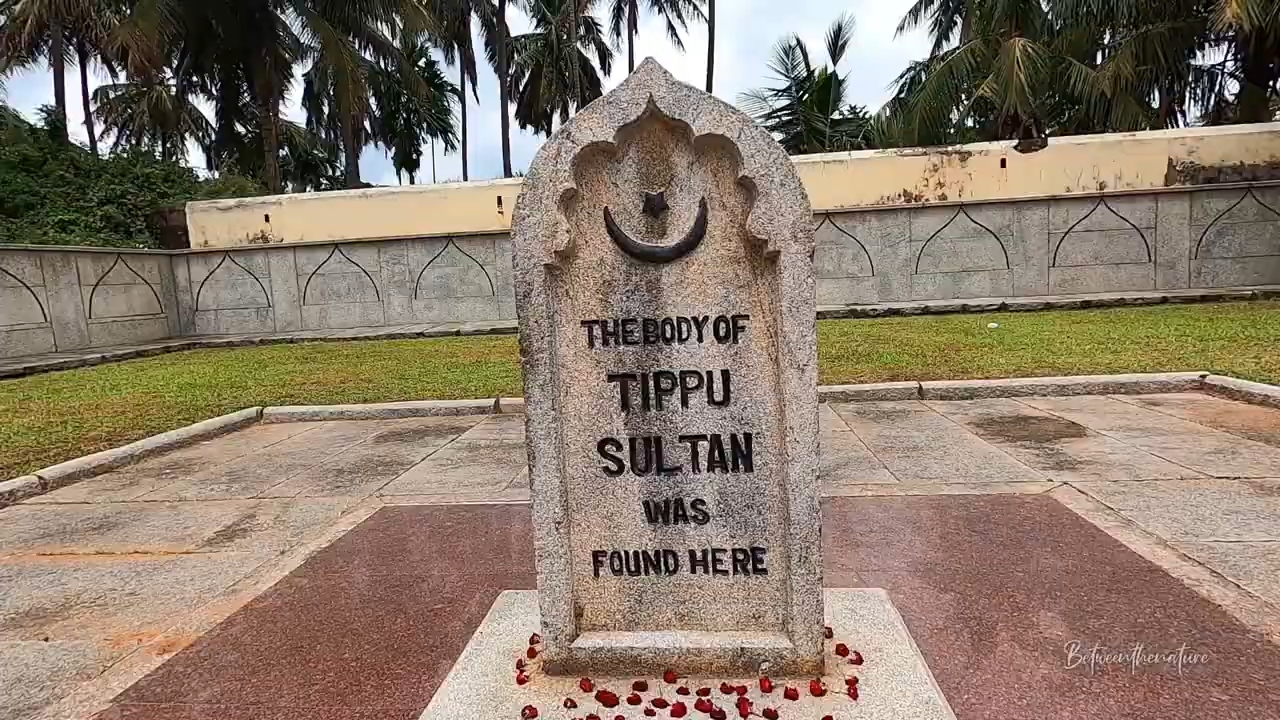 THE BODY OF
TIPPU
SULTAN
WAS
FOUND HERE
Betweenthenature